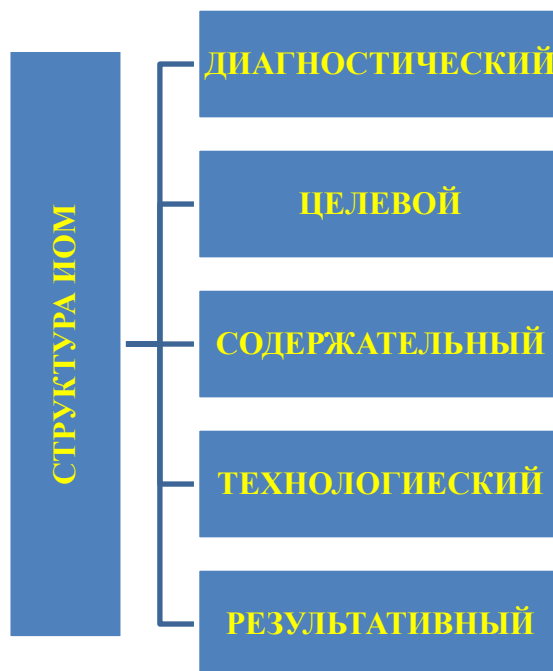 СТРУКТУРА ИОМ
ДИАГНОСТИЧЕСКИЙ
ЦЕЛЕВОЙ
СОДЕРЖАТЕЛЬНЫЙ
ТЕХНОЛОГИЕСКИЙ
РЕЗУЛЬТАТИВНЫЙ